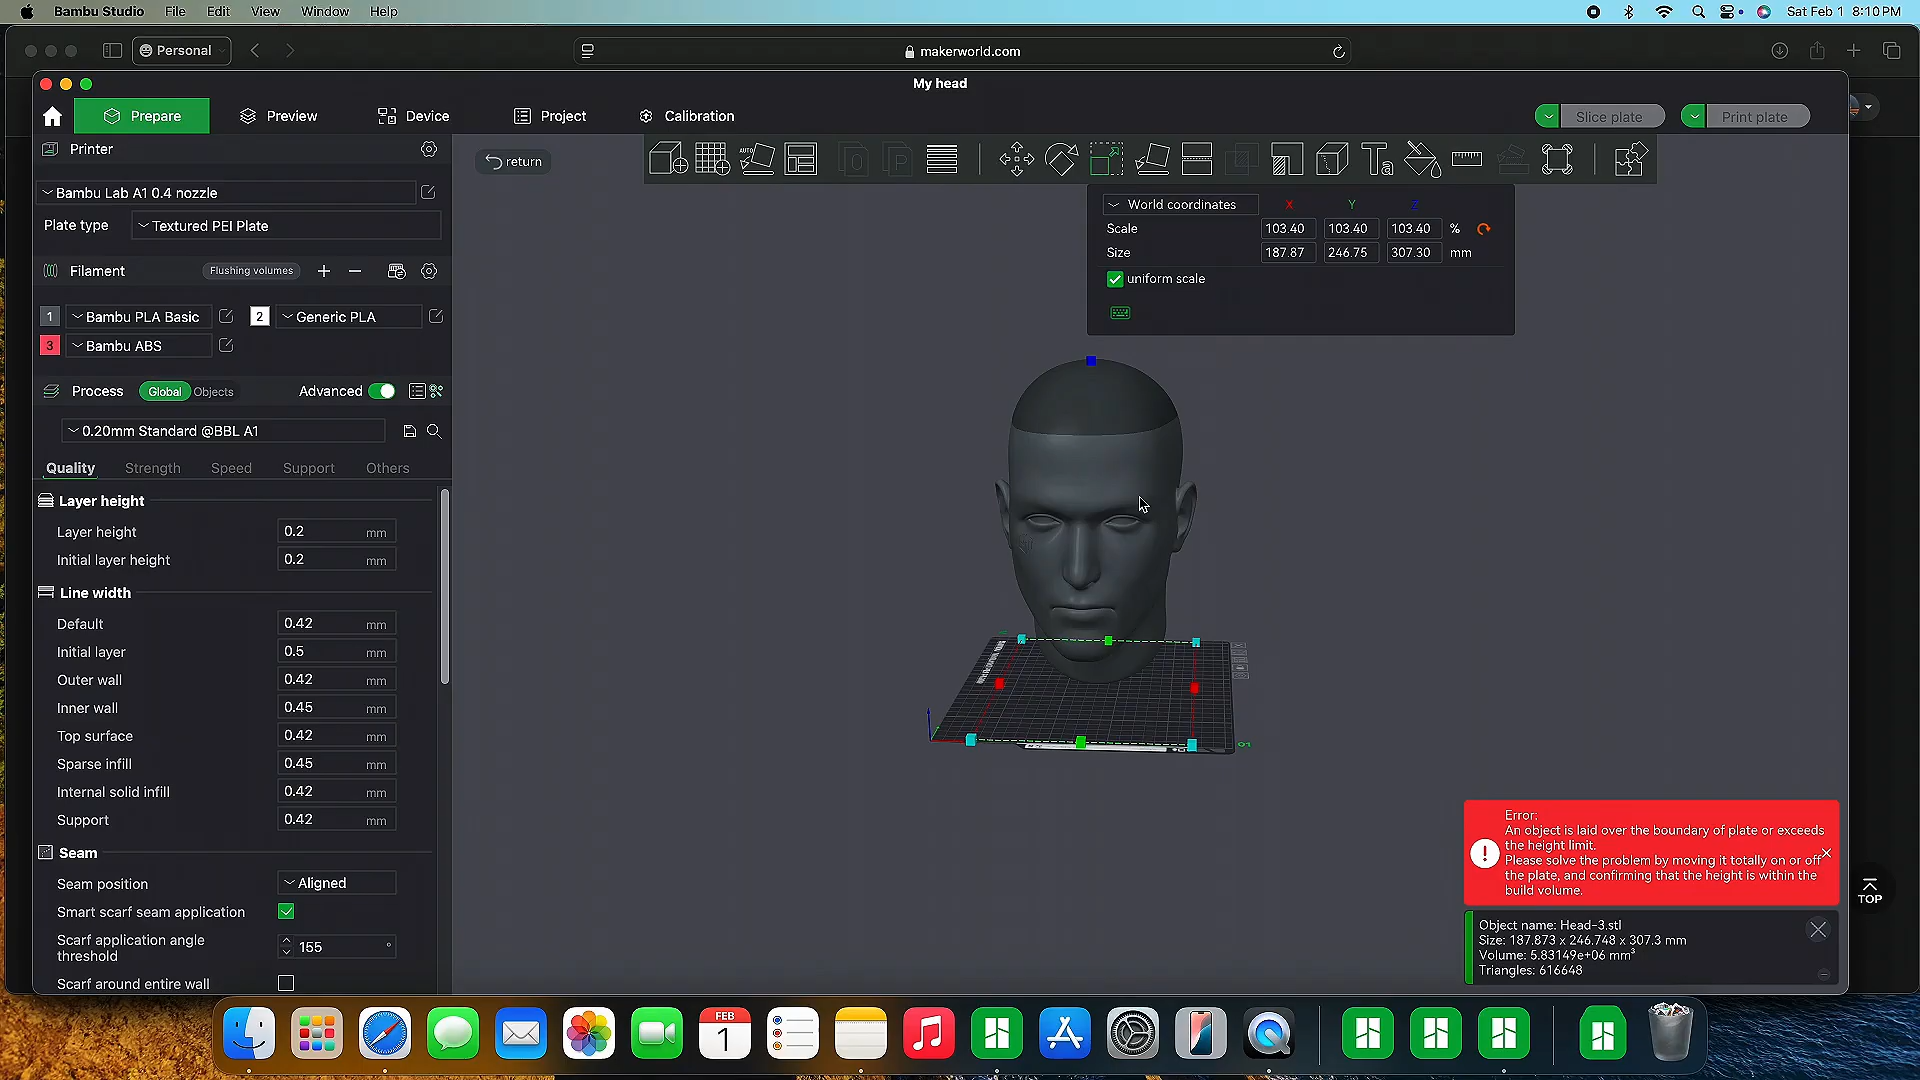 Bambu Studio File Edit View Window Help
Sat Feb 1 8:10 PM
Personal
makerworld.com
My head
Prepare Preview Device Project Calibration
Slice plate Print plate
Printer
return
Bambu Lab A1 0.4 nozzle
Plate type Textured PEI Plate
Filament Flushing volumes
1 Bambu PLA Basic 2 Generic PLA
3 Bambu ABS
Process Global Objects Advanced
0.20mm Standard @BBL A1
Quality Strength Speed Support Others
Layer height
Layer height 0.2 mm
Initial layer height 0.2 mm
Line width
Default 0.42 mm
Initial layer 0.5 mm
Outer wall 0.42 mm
Inner wall 0.45 mm
Top surface 0.42 mm
Sparse infill 0.45 mm
Internal solid infill 0.42 mm
Support 0.42 mm
Seam
Seam position Aligned
Smart scarf seam application
Scarf application angle
threshold 155 °
Scarf around entire wall
AUTO
O P
Ta
World coordinates X Y Z
Scale 103.40 103.40 103.40 %
Size 187.87 246.75 307.30 mm
uniform scale
01
Error:
An object is laid over the boundary of plate or exceeds
the height limit.
Please solve the problem by moving it totally on or off
the plate, and confirming that the height is within the
build volume.
Object name: Head-3.stl
Size: 187.873 x 246.748 x 307.3 mm
Volume: 5.83149e+06 mm³
Triangles: 616648
TOP
FEB
1